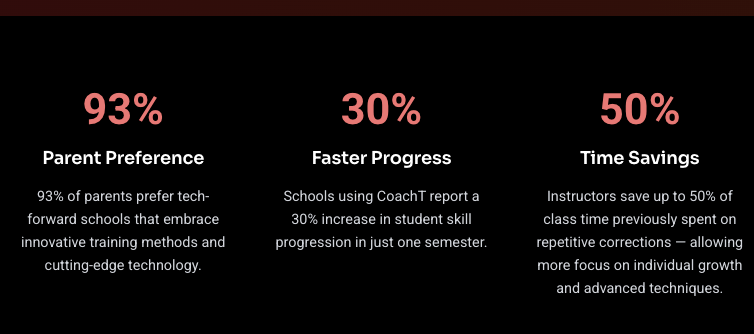 93%
Parent Preference
93% of parents prefer tech-
forward schools that embrace
innovative training methods and
cutting-edge technology.
30%
Faster Progress
Schools using CoachT report a
30% increase in student skill
progression in just one semester.
50%
Time Savings
Instructors save up to 50% of
class time previously spent on
repetitive corrections — allowing
more focus on individual growth
and advanced techniques.